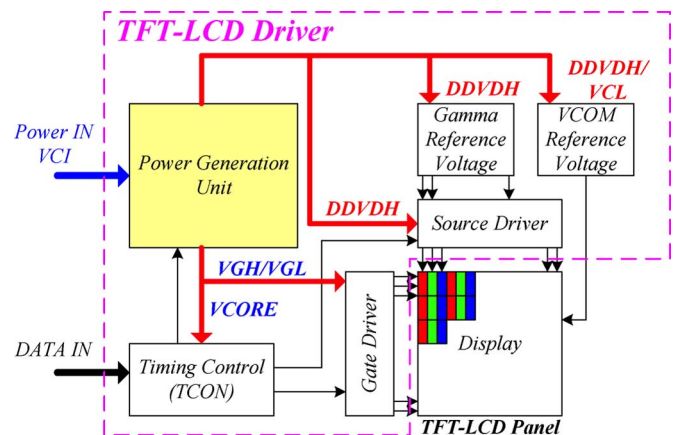 TFT-LCD Driver
DDVDH
DDVDH/
VCL
Power IN
VCI
Power Generation
Unit
Gamma
Reference
Voltage
VCOM
Reference
Voltage
DDVDH
Source Driver
VGH/VGL
VCORE
DATA IN
Timing Control
(TCON)
Gate Driver
Display
TFT-LCD Panel